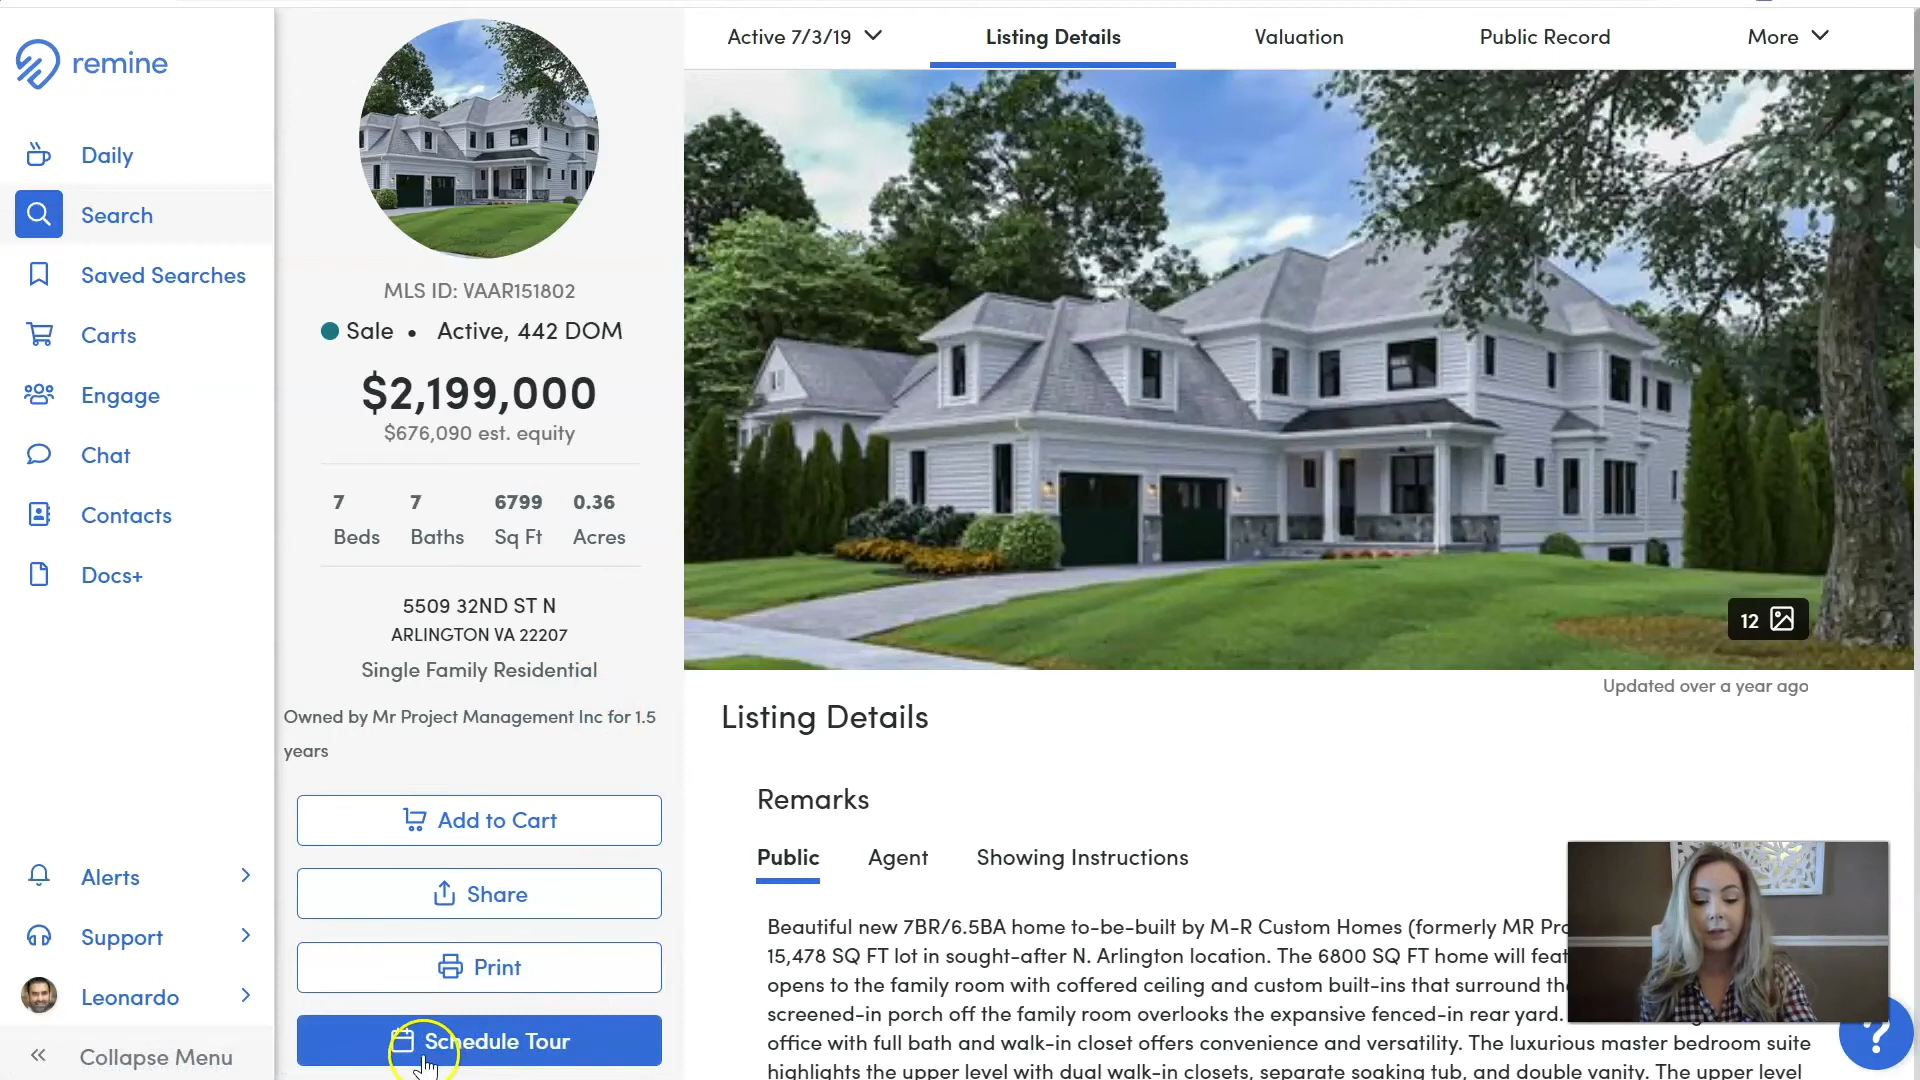 remine
Daily
Search
Saved Searches
Carts
Engage
Chat
Contacts
Docs+
Alerts
Support
Leonardo
Collapse Menu
MLS ID: VAAR151802
Sale • Active, 442 DOM
$2,199,000
$676,090 est. equity
7 7 6799 0.36
Beds Baths Sq Ft Acres
5509 32ND ST N
ARLINGTON VA 22207
Single Family Residential
Owned by Mr Project Management Inc for 1.5
years
Add to Cart
Share
Print
Schedule Tour
Active 7/3/19 Listing Details Valuation Public Record More
12
Updated over a year ago
Listing Details
Remarks
Public Agent Showing Instructions
Beautiful new 7BR/6.5BA home to-be-built by M-R Custom Homes (formerly MR Pro
15,478 SQ FT lot in sought-after N. Arlington location. The 6800 SQ FT home will feat
opens to the family room with coffered ceiling and custom built-ins that surround th
screened-in porch off the family room overlooks the expansive fenced-in rear yard.
office with full bath and walk-in closet offers convenience and versatility. The luxurious master bedroom suite
highlights the upper level with dual walk-in closets, separate soaking tub, and double vanity. The upper level
?